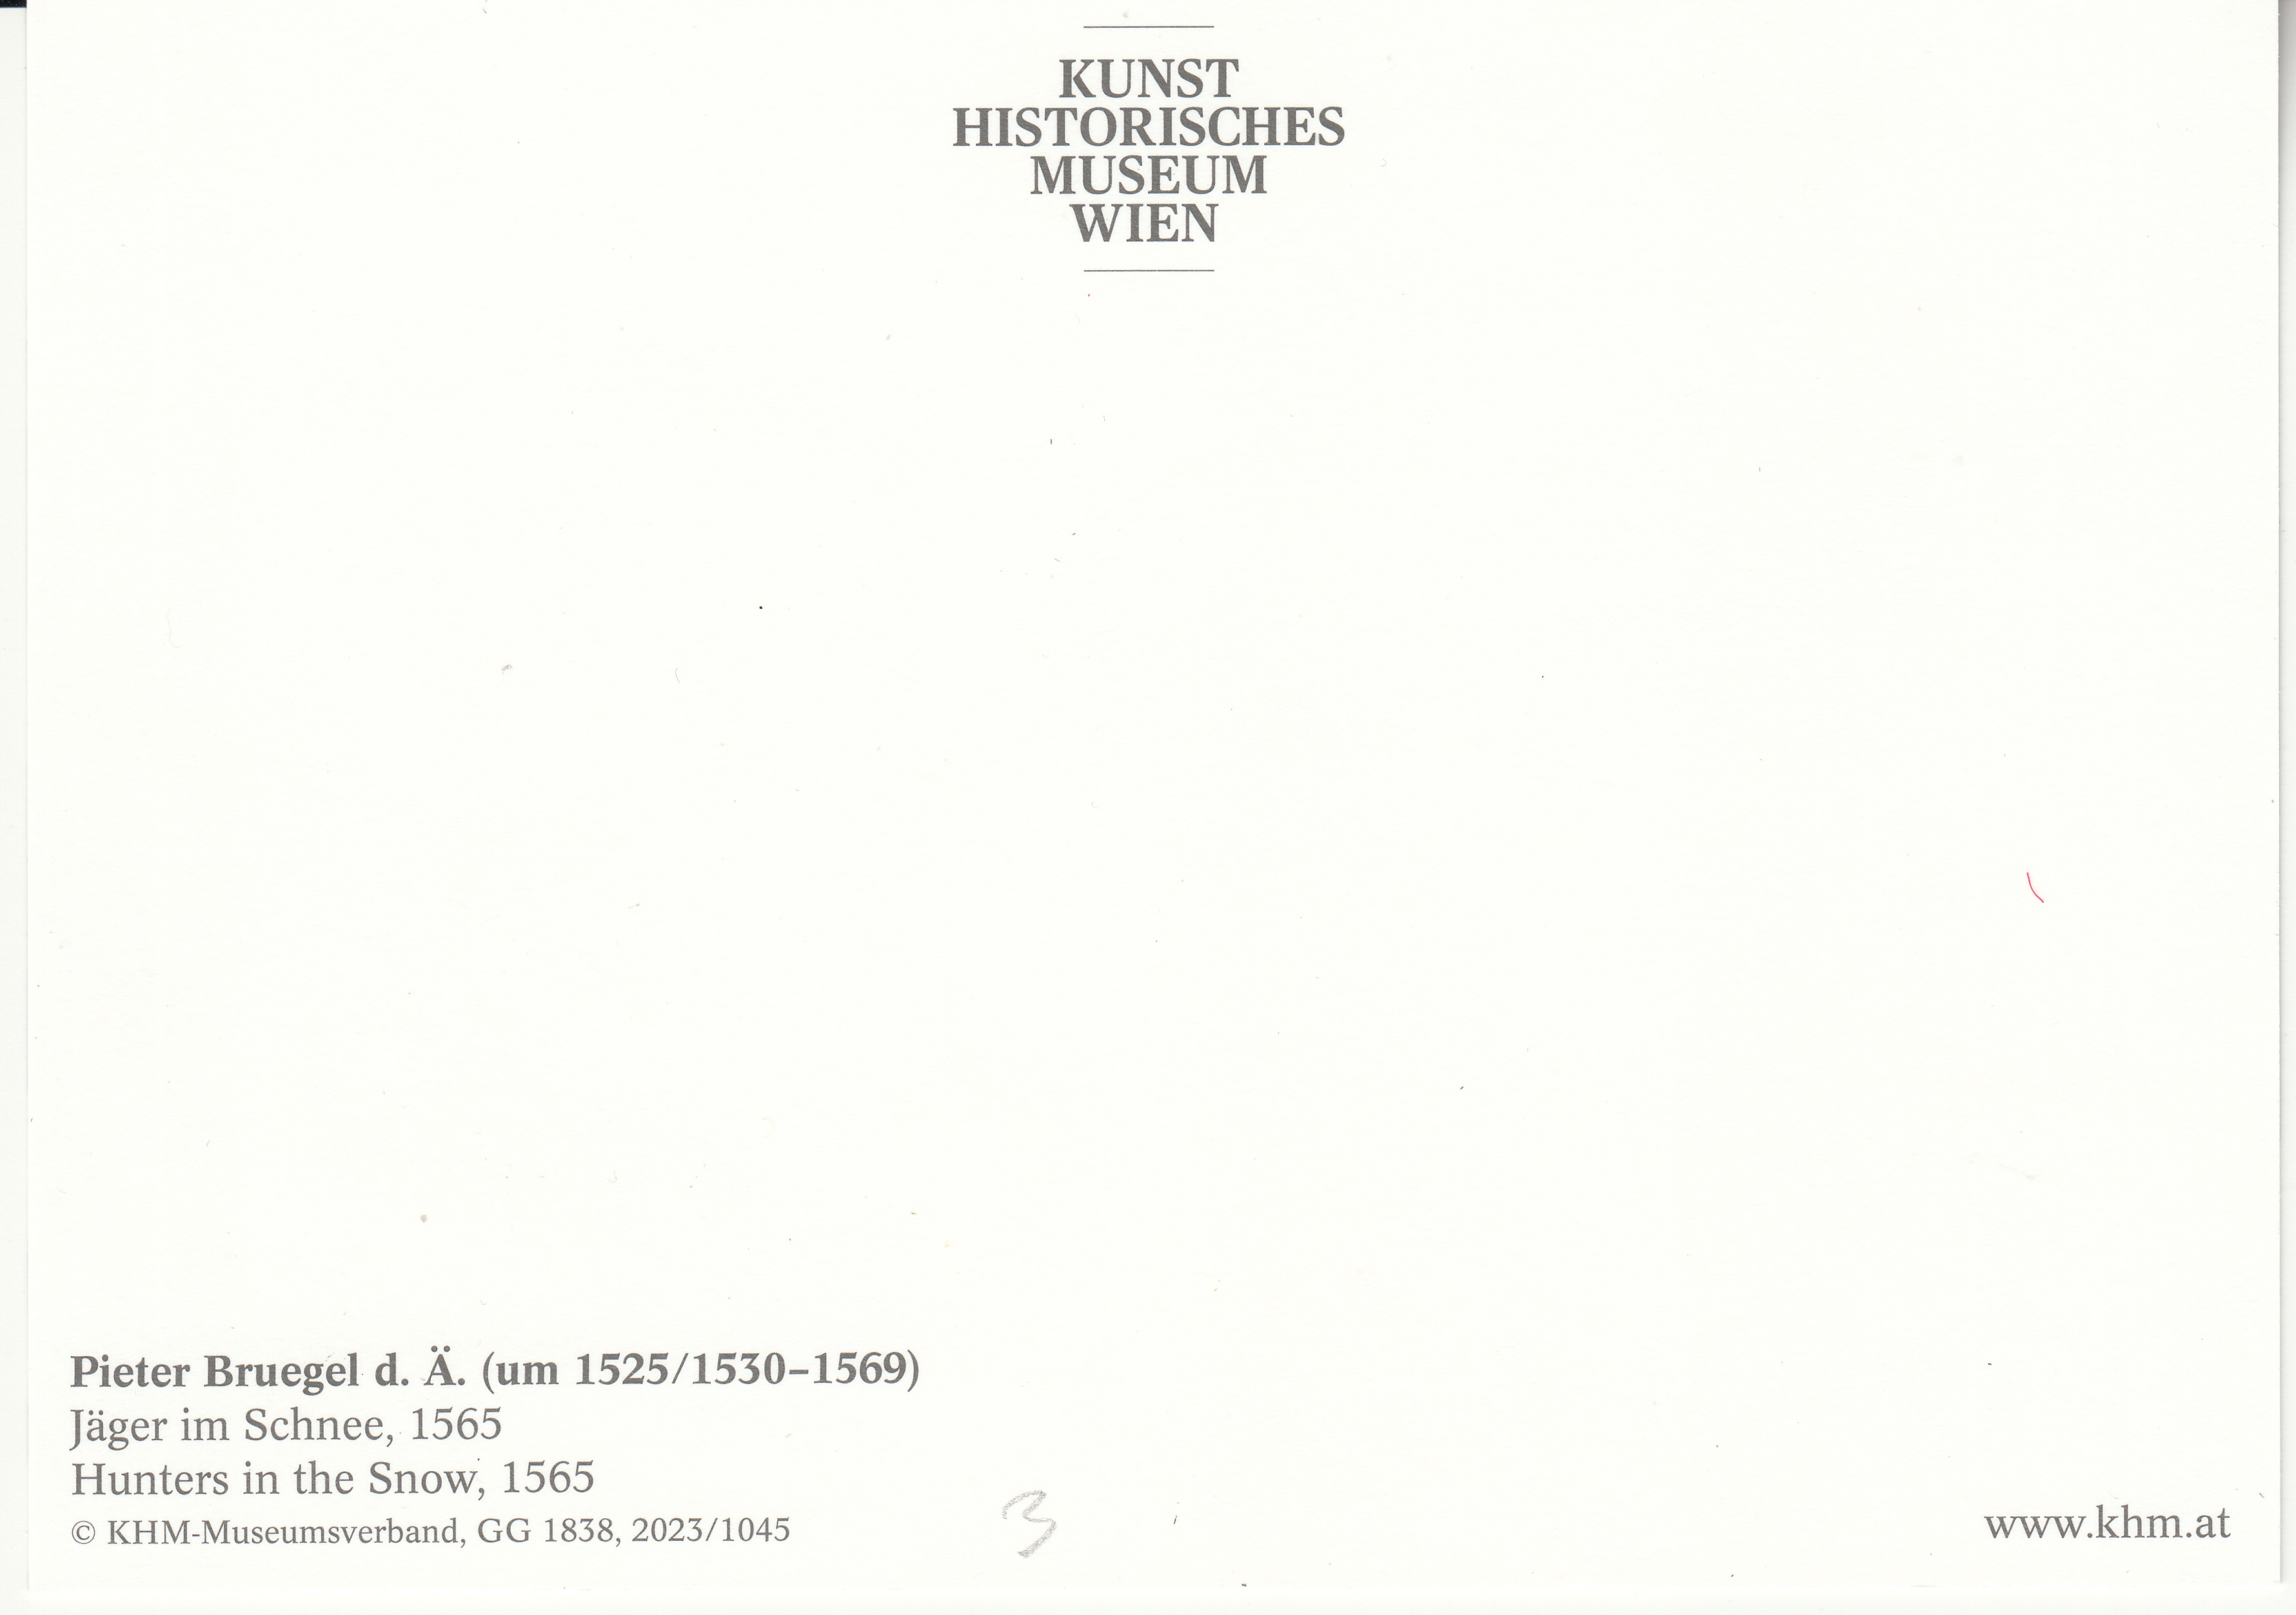 KUNST
HISTORISCHES
MUSEUM
WIEN
Pieter Bruegel d. Ä. (um 1525/1530–1569)
Jäger im Schnee, 1565
Hunters in the Snow, 1565
© KHM-Museumsverband, GG 1838, 2023/1045
3
www.khm.at